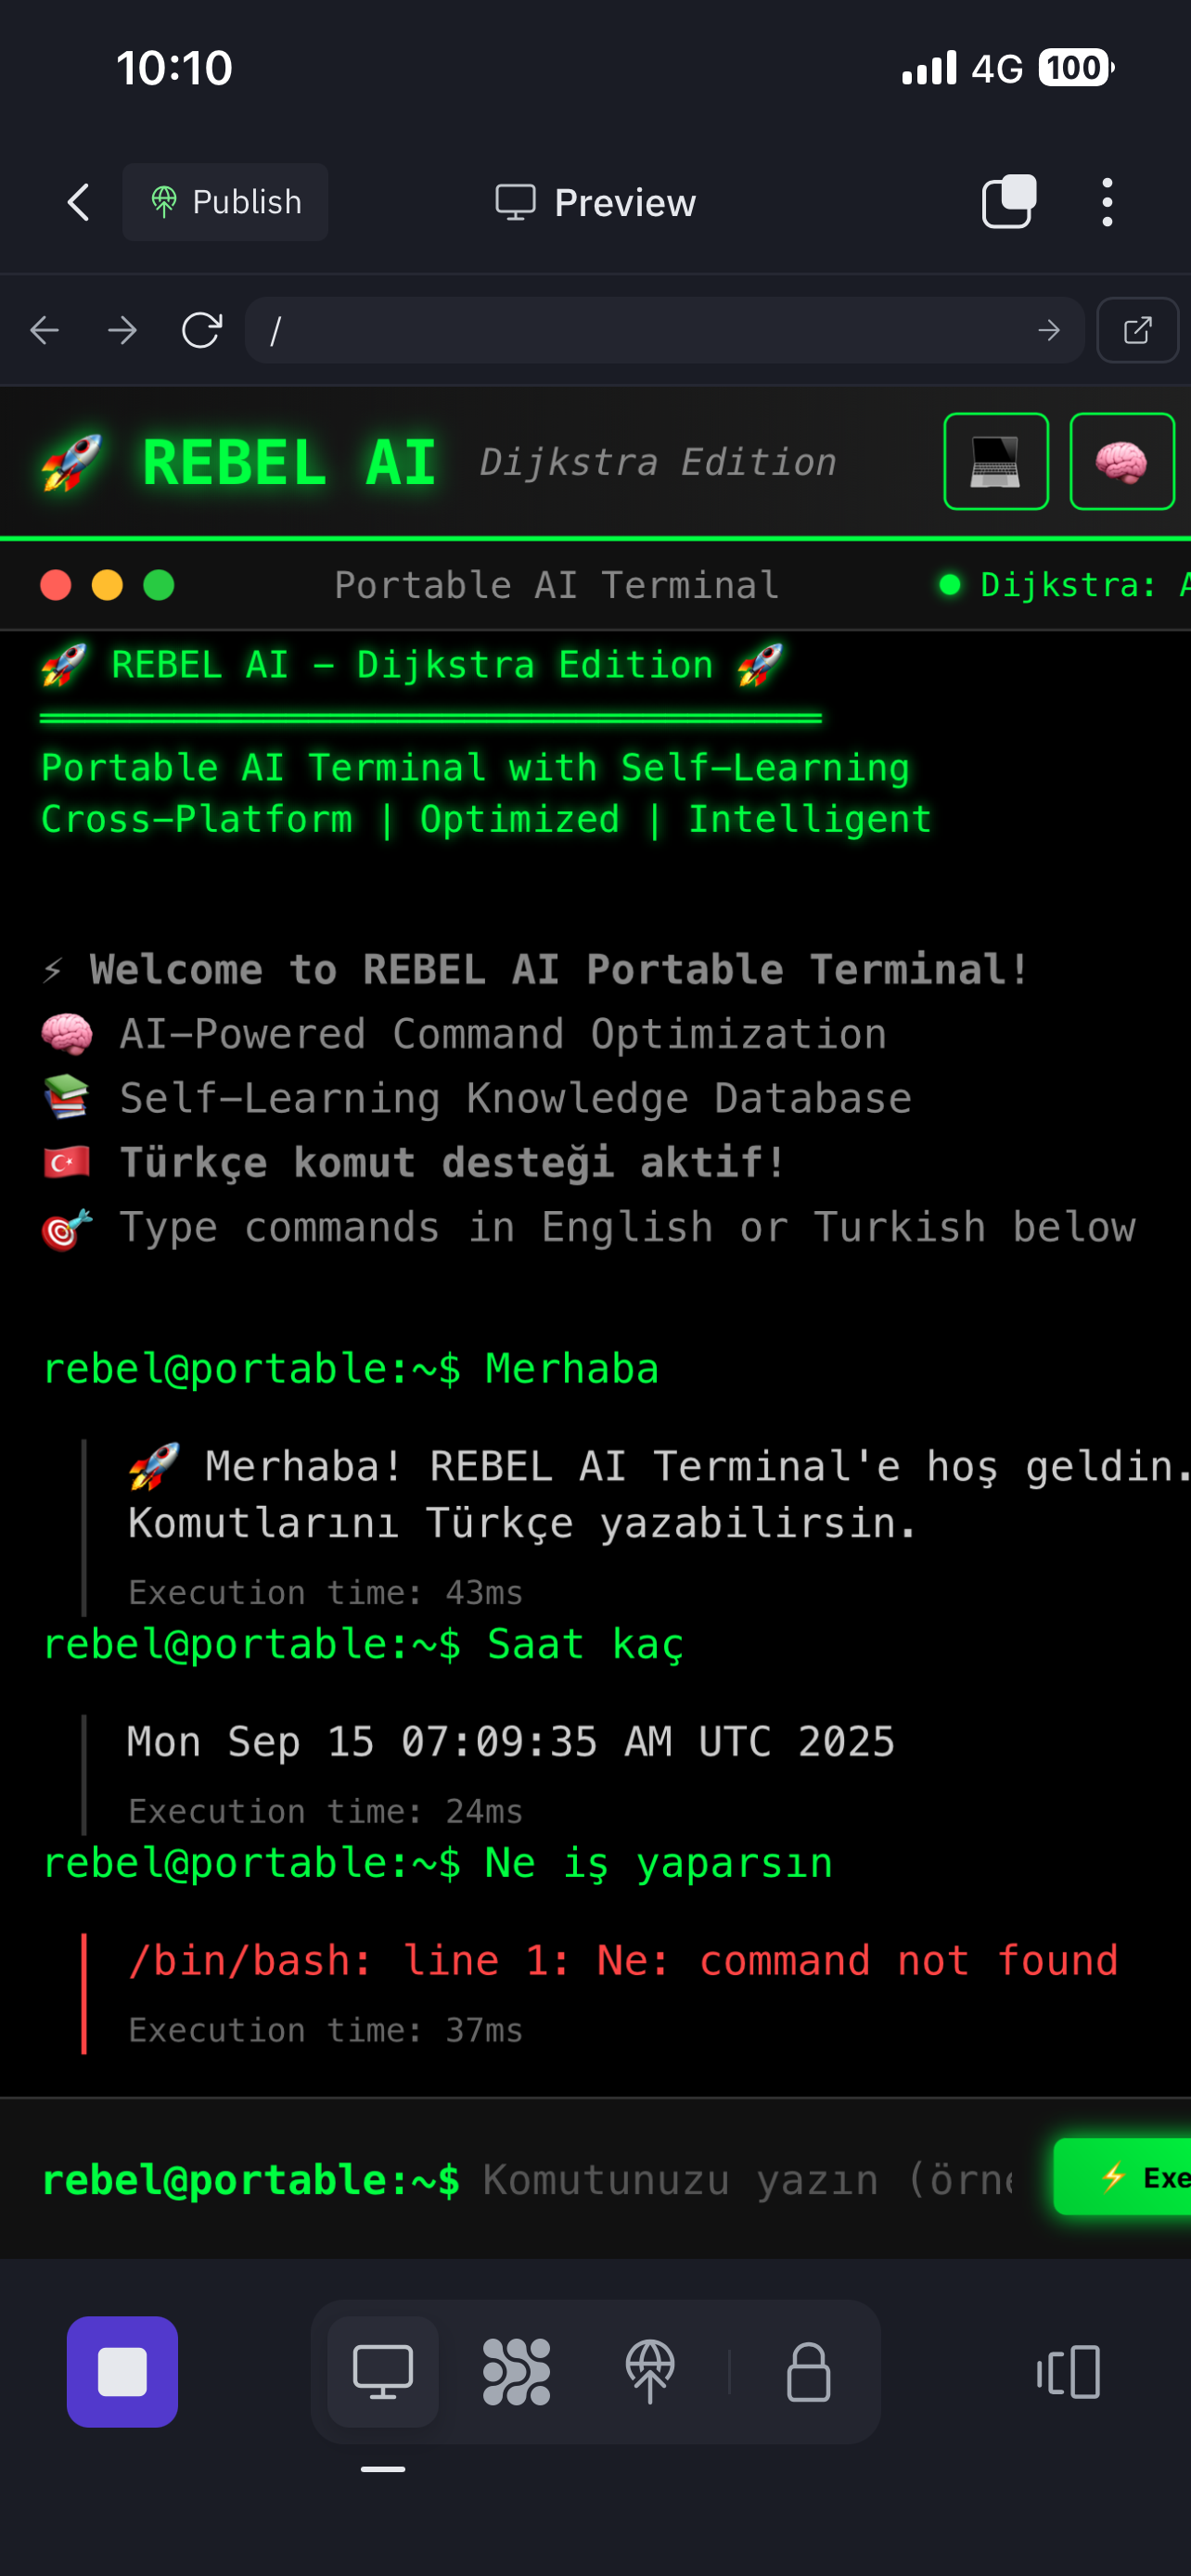 10:10
4G 100
Publish
Preview
/
REBEL AI Dijkstra Edition
Portable AI Terminal
Dijkstra:
🚀 REBEL AI - Dijkstra Edition 🚀
Portable AI Terminal with Self-Learning
Cross-Platform | Optimized | Intelligent
⚡ Welcome to REBEL AI Portable Terminal!
🧠 AI-Powered Command Optimization
📚 Self-Learning Knowledge Database
🇹🇷 Türkçe komut desteği aktif!
🎯 Type commands in English or Turkish below
rebel@portable:~$ Merhaba
🚀 Merhaba! REBEL AI Terminal'e hoş geldin.
Komutlarını Türkçe yazabilirsin.
Execution time: 43ms
rebel@portable:~$ Saat kaç
Mon Sep 15 07:09:35 AM UTC 2025
Execution time: 24ms
rebel@portable:~$ Ne iş yaparsın
/bin/bash: line 1: Ne: command not found
Execution time: 37ms
rebel@portable:~$ Komutunuzu yazın (örn
⚡ Exe